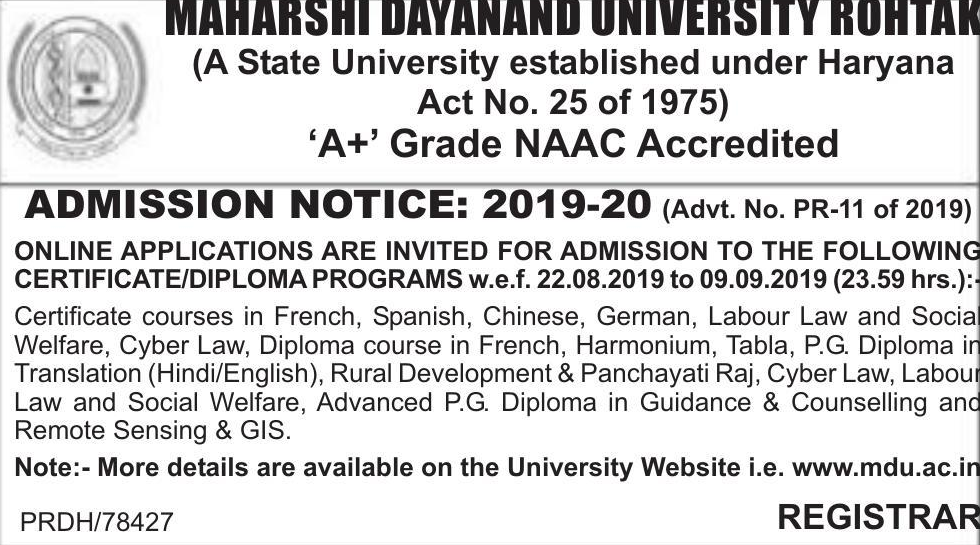 MAHARSHI DAYANAND UNIVERSITY ROHTAK
(A State University established under Haryana
Act No. 25 of 1975)
‘A+’ Grade NAAC Accredited
ADMISSION NOTICE: 2019-20 (Advt. No. PR-11 of 2019)
ONLINE APPLICATIONS ARE INVITED FOR ADMISSION TO THE FOLLOWING
CERTIFICATE/DIPLOMA PROGRAMS w.e.f. 22.08.2019 to 09.09.2019 (23.59 hrs.):-
Certificate courses in French, Spanish, Chinese, German, Labour Law and Social
Welfare, Cyber Law, Diploma course in French, Harmonium, Tabla, P.G. Diploma in
Translation (Hindi/English), Rural Development & Panchayati Raj, Cyber Law, Labour
Law and Social Welfare, Advanced P.G. Diploma in Guidance & Counselling and
Remote Sensing & GIS.
Note:- More details are available on the University Website i.e. www.mdu.ac.in
PRDH/78427
REGISTRAR